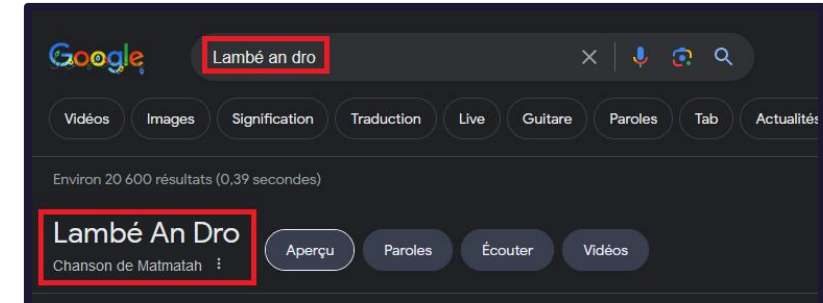 Google Lambé an dro
Vidéos Images Signification Traduction Live Guitare Paroles Tab Actualités
Environ 20 600 résultats (0,39 secondes)
Lambé An Dro
Chanson de Matmatah
Aperçu Paroles Écouter Vidéos